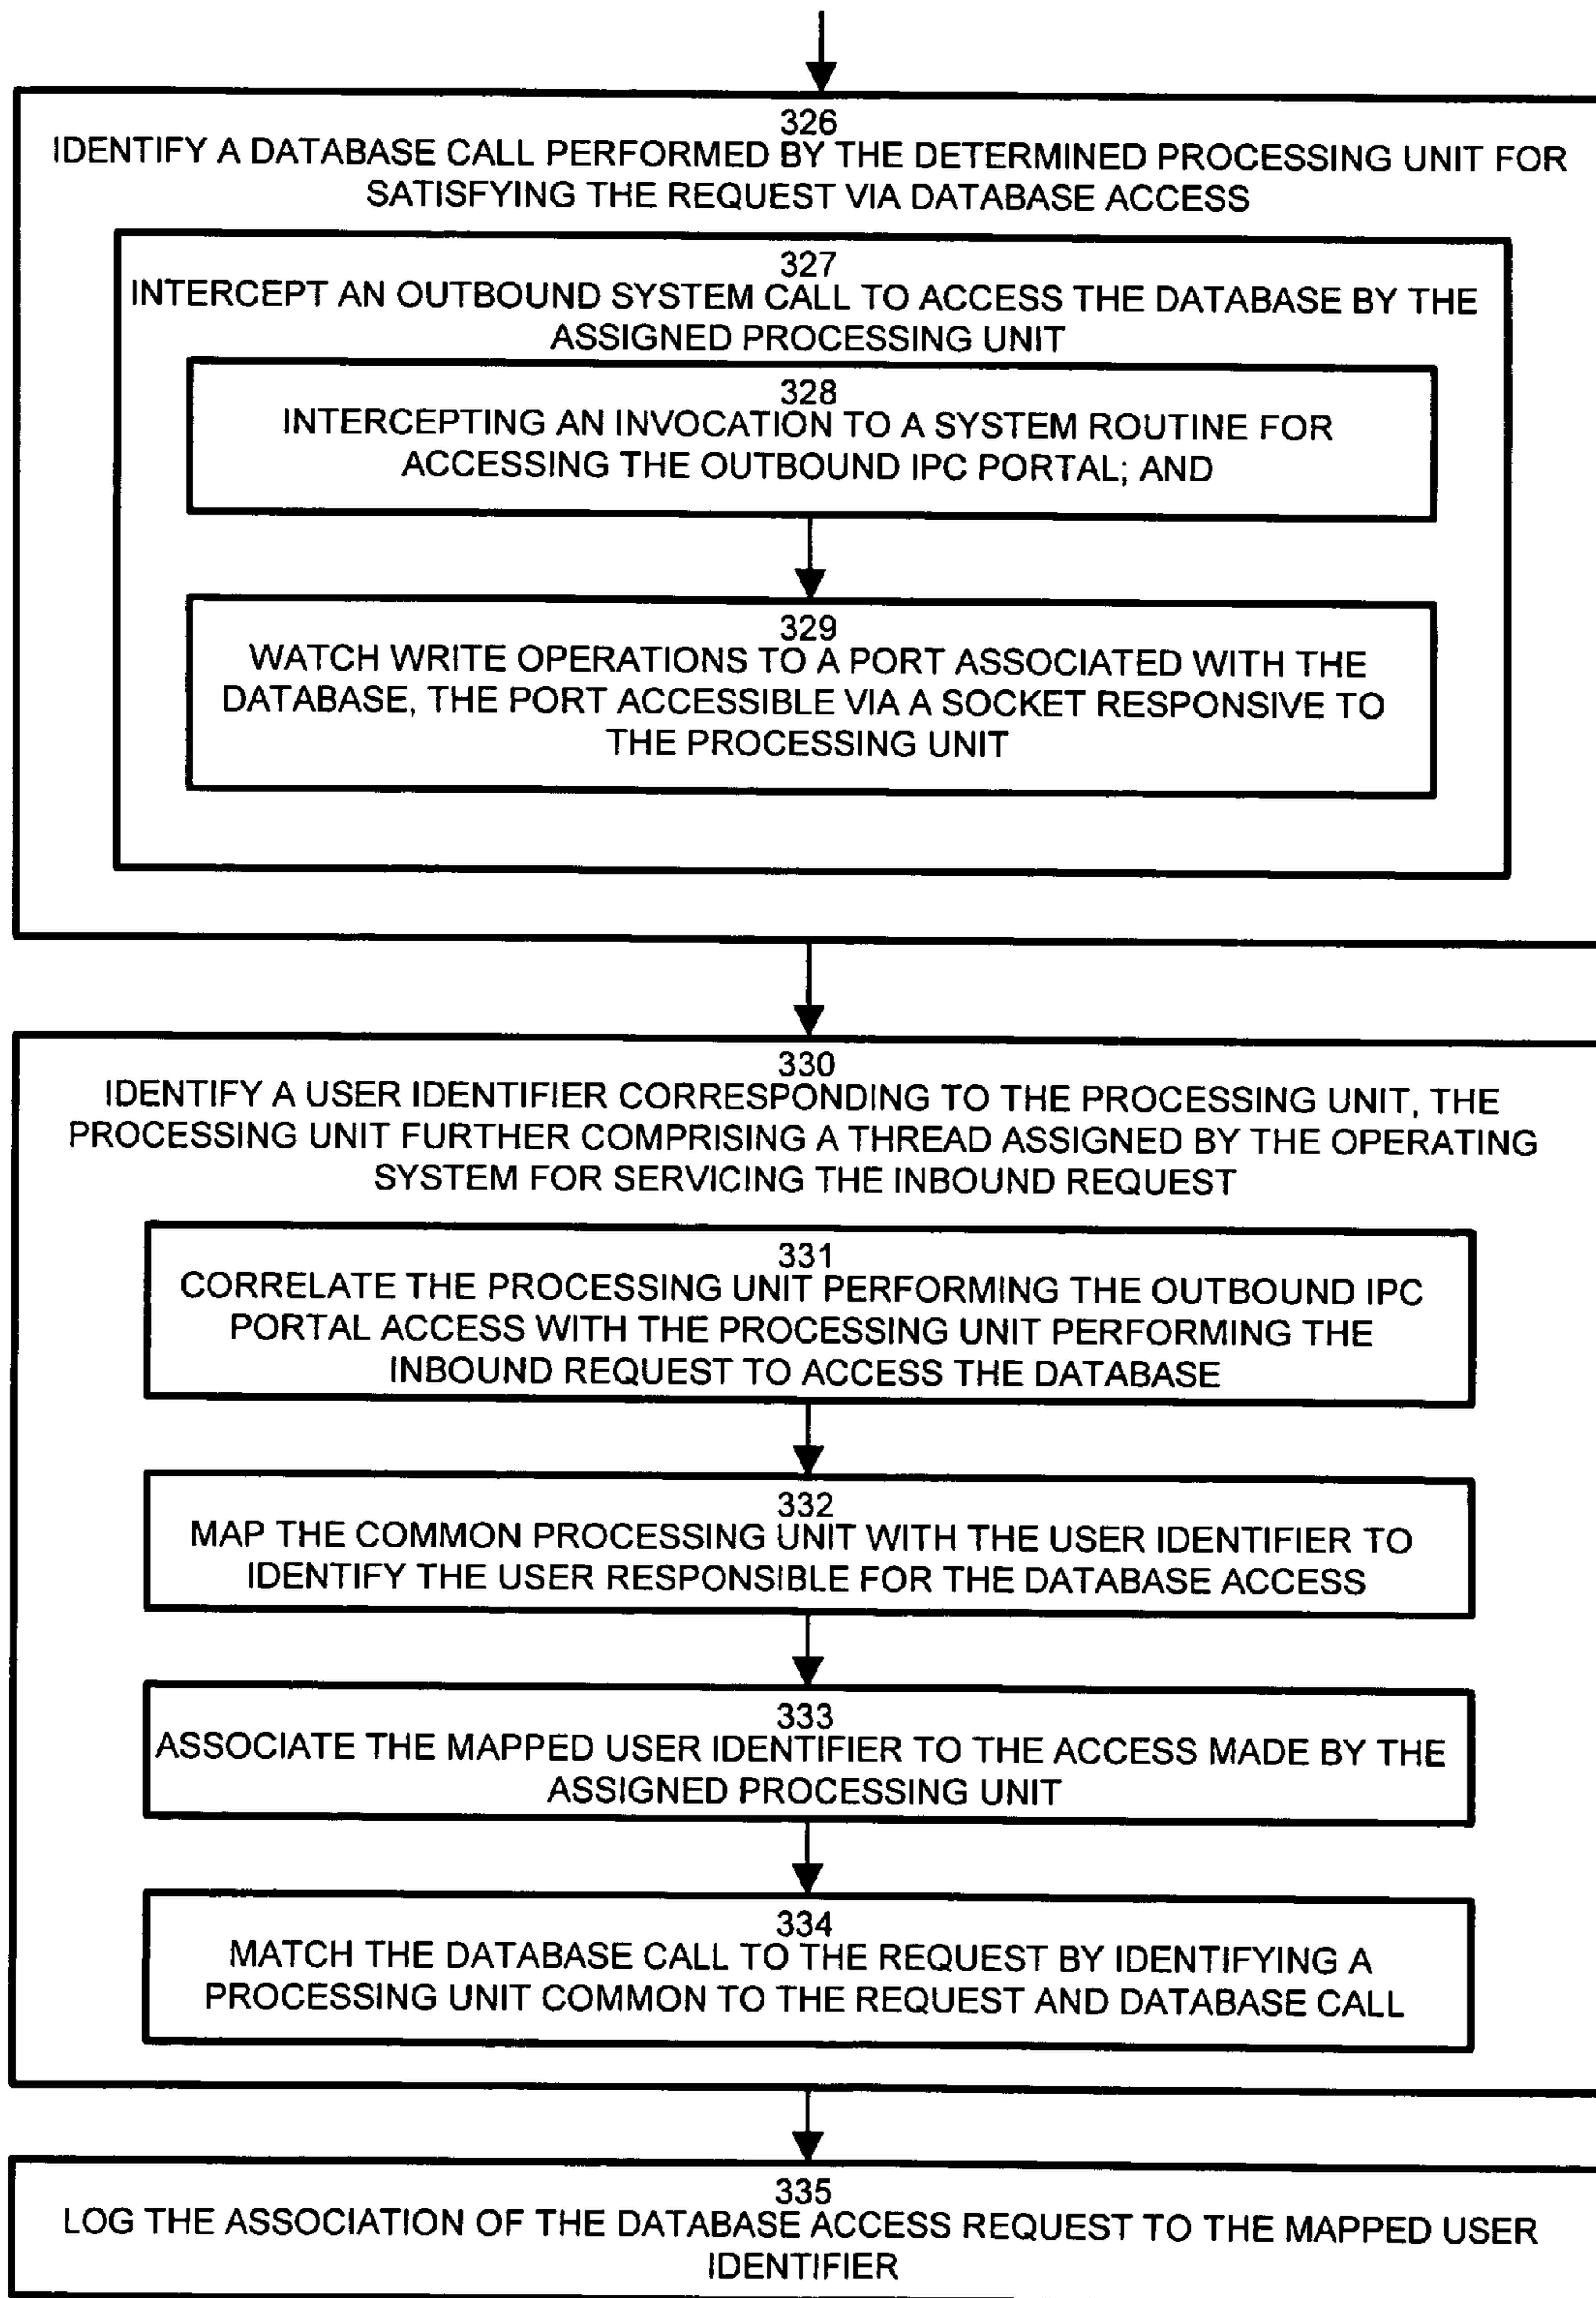 326
IDENTIFY A DATABASE CALL PERFORMED BY THE DETERMINED PROCESSING UNIT FOR
SATISFYING THE REQUEST VIA DATABASE ACCESS
327
INTERCEPT AN OUTBOUND SYSTEM CALL TO ACCESS THE DATABASE BY THE
ASSIGNED PROCESSING UNIT
328
INTERCEPTING AN INVOCATION TO A SYSTEM ROUTINE FOR
ACCESSING THE OUTBOUND IPC PORTAL; AND
329
WATCH WRITE OPERATIONS TO A PORT ASSOCIATED WITH THE
DATABASE, THE PORT ACCESSIBLE VIA A SOCKET RESPONSIVE TO
THE PROCESSING UNIT
330
IDENTIFY A USER IDENTIFIER CORRESPONDING TO THE PROCESSING UNIT, THE
PROCESSING UNIT FURTHER COMPRISING A THREAD ASSIGNED BY THE OPERATING
SYSTEM FOR SERVICING THE INBOUND REQUEST
331
CORRELATE THE PROCESSING UNIT PERFORMING THE OUTBOUND IPC
PORTAL ACCESS WITH THE PROCESSING UNIT PERFORMING THE
INBOUND REQUEST TO ACCESS THE DATABASE
332
MAP THE COMMON PROCESSING UNIT WITH THE USER IDENTIFIER TO
IDENTIFY THE USER RESPONSIBLE FOR THE DATABASE ACCESS
333
ASSOCIATE THE MAPPED USER IDENTIFIER TO THE ACCESS MADE BY THE
ASSIGNED PROCESSING UNIT
334
MATCH THE DATABASE CALL TO THE REQUEST BY IDENTIFYING A
PROCESSING UNIT COMMON TO THE REQUEST AND DATABASE CALL
335
LOG THE ASSOCIATION OF THE DATABASE ACCESS REQUEST TO THE MAPPED USER
IDENTIFIER